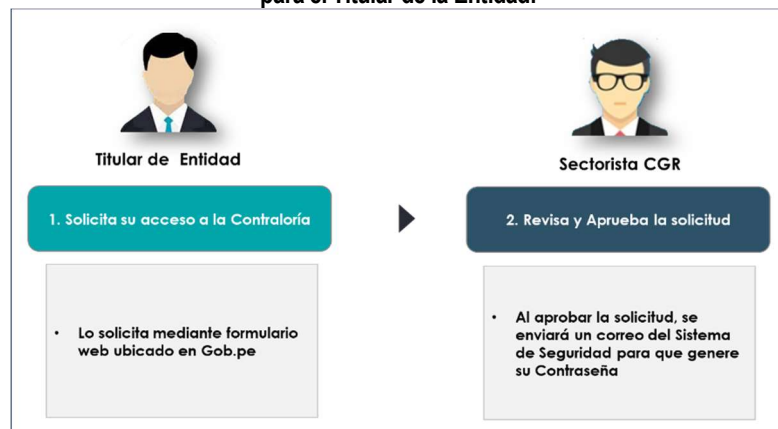 para el Titular de la Entidad.
Titular de Entidad
1. Solicita su acceso a la Contraloría
• Lo solicita mediante formulario
web ubicado en Gob.pe
Sectorista CGR
2. Revisa y Aprueba la solicitud
• Al aprobar la solicitud, se
enviará un correo del Sistema
de Seguridad para que genere
su Contraseña